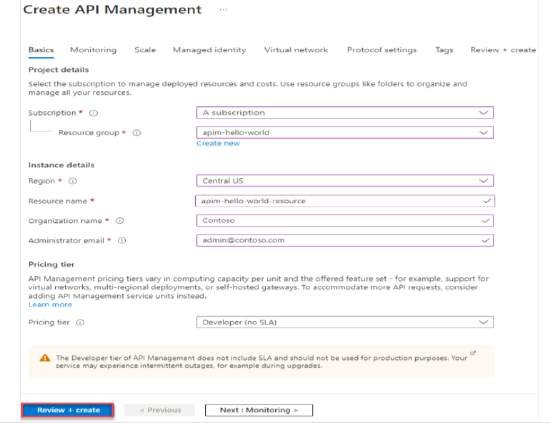 Create API Management ...
Basics Monitoring Scale Managed identity Virtual network Protocol settings Tags Review + create
Project details
Select the subscription to manage deployed resources and costs. Use resource groups like folders to organize and
manage all your resources.
Subscription * A subscription
Resource group * apim-hello-world
Create new
Instance details
Region * Central US
Resource name * apim-hello-world-resource
Organization name * Contoso
Administrator email * admin@contoso.com
Pricing tier
API Management pricing tiers vary in computing capacity per unit and the offered feature set - for example, support for
virtual networks, multi-regional deployments, or self-hosted gateways. To accommodate more API requests, consider
adding API Management service units instead.
Learn more
Pricing tier Developer (no SLA)
The Developer tier of API Management does not include SLA and should not be used for production purposes. Your
service may experience intermittent outages, for example during upgrades.
Review + create < Previous Next : Monitoring >